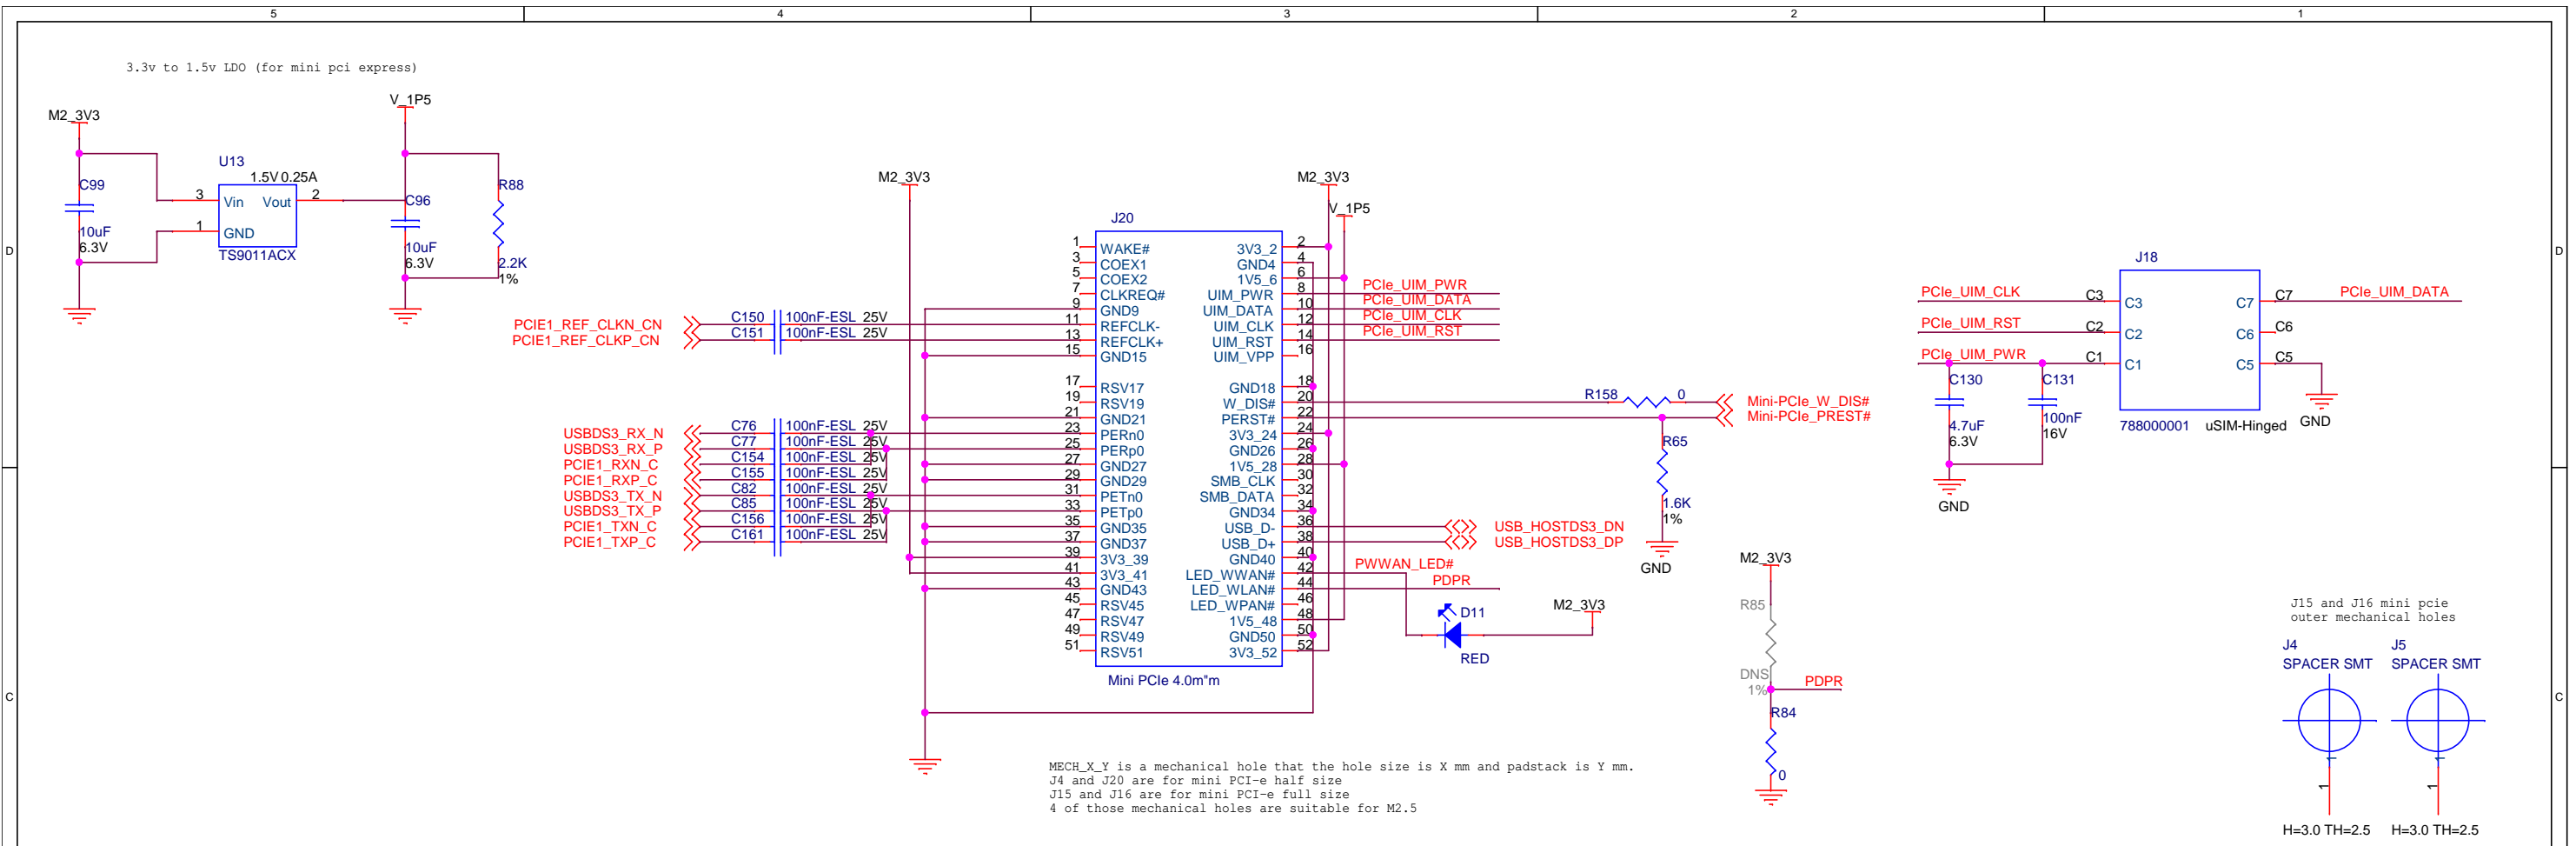 5 4 3 2 1
3.3v to 1.5v LDO (for mini pci express)
M2_3V3
V_1P5
U13
1.5V 0.25A
C99
10uF
6.3V
3 Vin Vout 2
1 GND
TS9011ACX
C96
10uF
6.3V
R88
2.2K
1%
D
C
M2_3V3
M2_3V3
V_1P5
J20
1 WAKE# 3V3_2 2
3 COEX1 GND4 4
5 COEX2 1V5_6 6
7 CLKREQ# UIM_PWR 8 PCIe_UIM_PWR
9 GND9 UIM_DATA 10 PCIe_UIM_DATA
PCIE1_REF_CLKN_CN C150 100nF-ESL 25V 11 REFCLK- UIM_CLK 12 PCIe_UIM_CLK
PCIE1_REF_CLKP_CN C151 100nF-ESL 25V 13 REFCLK+ UIM_RST 14 PCIe_UIM_RST
15 GND15 UIM_VPP 16
17 RSV17 GND18 18
19 RSV19 W_DIS# 20 R158 0 Mini-PCIe_W_DIS#
21 GND21 PERST# 22 Mini-PCIe_PREST#
USBDS3_RX_N C76 100nF-ESL 25V 23 PERn0 3V3_24 24
USBDS3_RX_P C77 100nF-ESL 25V 25 PERp0 GND26 26
PCIE1_RXN_C C154 100nF-ESL 25V 27 GND27 1V5_28 28
PCIE1_RXP_C C155 100nF-ESL 25V 29 GND29 SMB_CLK 30
USBDS3_TX_N C82 100nF-ESL 25V 31 PETn0 SMB_DATA 32
USBDS3_TX_P C85 100nF-ESL 25V 33 PETp0 GND34 34
PCIE1_TXN_C C156 100nF-ESL 25V 35 GND35 USB_D- 36 USB_HOSTDS3_DN
PCIE1_TXP_C C161 100nF-ESL 25V 37 GND37 USB_D+ 38 USB_HOSTDS3_DP
39 3V3_39 GND40 40
41 3V3_41 LED_WWAN# 42 PWWAN_LED#
43 GND43 LED_WLAN# 44 PDPR
45 RSV45 LED_WPAN# 46
47 RSV47 1V5_48 48
49 RSV49 GND50 50
51 RSV51 3V3_52 52
Mini PCIe 4.0m"m
R65
1.6K
1%
GND
D11
RED
M2_3V3
M2_3V3
R85
DNS
1%
PDPR
R84
0
J18
PCIe_UIM_CLK C3 C3 C7 C7 PCIe_UIM_DATA
PCIe_UIM_RST C2 C2 C6 C6
PCIe_UIM_PWR C1 C1 C5 C5
C130
4.7uF
6.3V
C131
100nF
16V
788000001 uSIM-Hinged
GND
GND
J15 and J16 mini pcie
outer mechanical holes
J4
SPACER SMT
1
1
H=3.0 TH=2.5
J5
SPACER SMT
1
1
H=3.0 TH=2.5
MECH_X_Y is a mechanical hole that the hole size is X mm and padstack is Y mm.
J4 and J20 are for mini PCI-e half size
J15 and J16 are for mini PCI-e full size
4 of those mechanical holes are suitable for M2.5
D
C